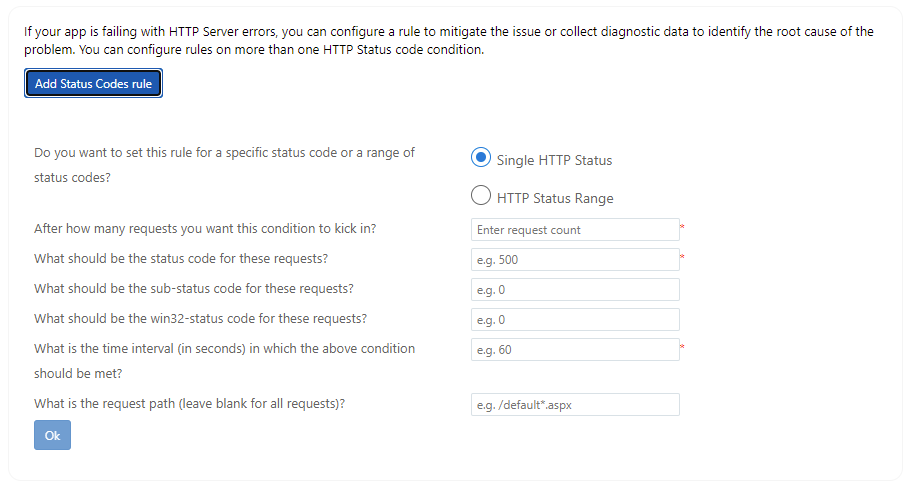 If your app is failing with HTTP Server errors, you can configure a rule to mitigate the issue or collect diagnostic data to identify the root cause of the
problem. You can configure rules on more than one HTTP Status code condition.
Add Status Codes rule
Do you want to set this rule for a specific status code or a range of
status codes?
Single HTTP Status
HTTP Status Range
After how many requests you want this condition to kick in?
Enter request count *
What should be the status code for these requests?
e.g. 500 *
What should be the sub-status code for these requests?
e.g. 0
What should be the win32-status code for these requests?
e.g. 0
What is the time interval (in seconds) in which the above condition
should be met?
e.g. 60 *
What is the request path (leave blank for all requests)?
e.g. /default*.aspx
Ok